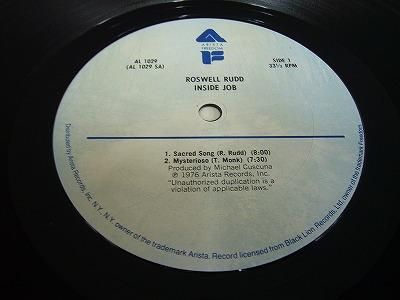 ARISTA
FREEDOM
AL 1029
(AL 1029 SA)
SIDE 1
33⅓ RPM
ROSWELL RUDD
INSIDE JOB
1. Sacred Song (R. Rudd) (8:00)
2. Mysterioso (T. Monk) (7:30)
Produced by Michael Cuscuna
℗ 1976 Arista Records, Inc.
"Unauthorized duplication is a
violation of applicable laws."
Distributed by Arista Records, Inc. N.Y., N.Y. owner of the trademark Arista. Record licensed from Black Lion Records Ltd. owner of the trademark Freedom.